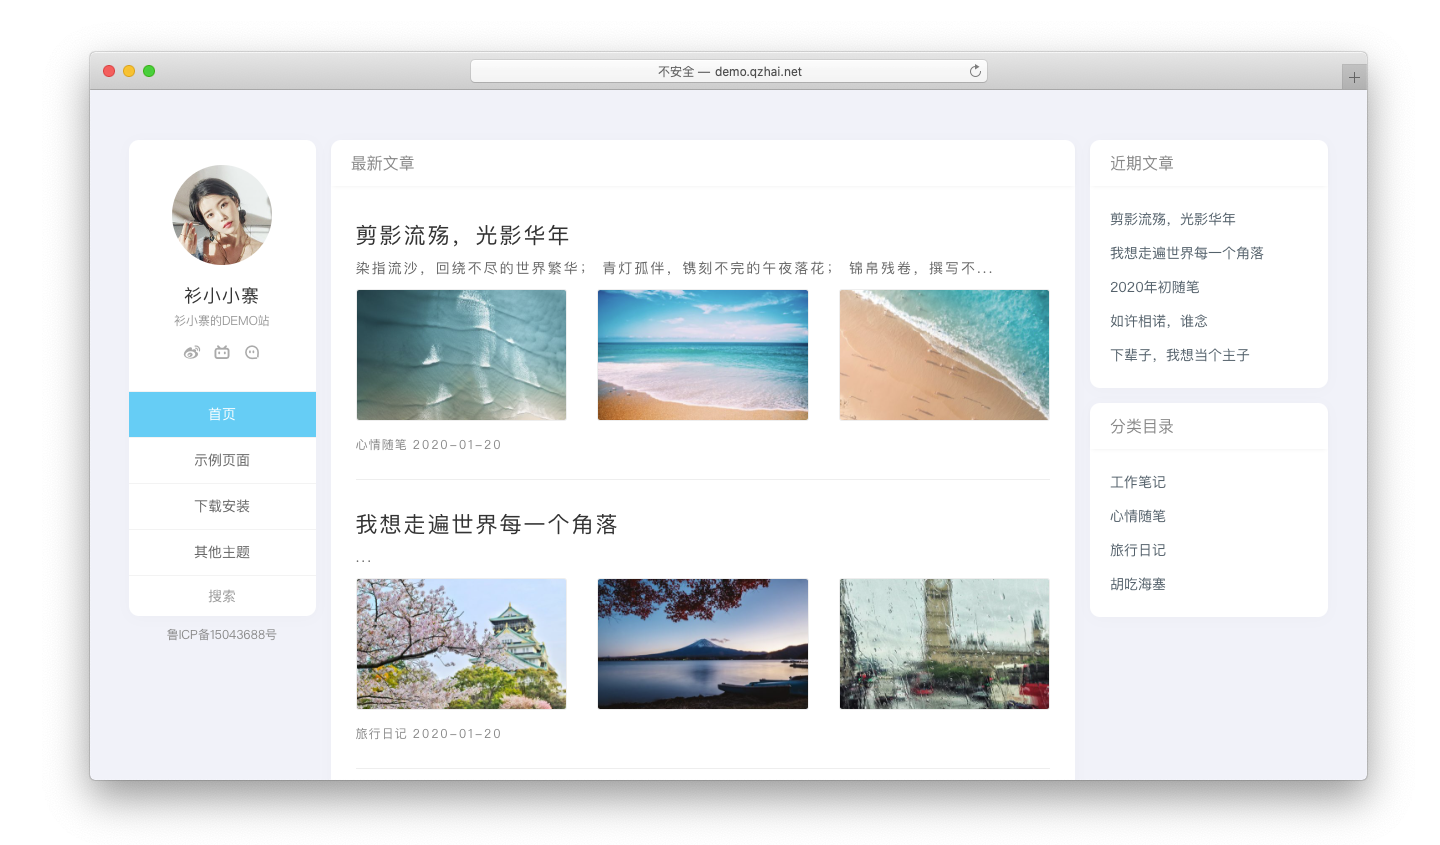 不安全 — demo.qzhai.net
衫小小寨
衫小寨的DEMO站
首页
示例页面
下载安装
其他主题
搜索
鲁ICP备15043688号
最新文章
剪影流殇，光影华年
染指流沙，回绕不尽的世界繁华； 青灯孤伴，镌刻不完的午夜落花； 锦帛残卷，撰写不...
心情随笔 2020-01-20
我想走遍世界每一个角落
...
旅行日记 2020-01-20
近期文章
剪影流殇，光影华年
我想走遍世界每一个角落
2020年初随笔
如许相诺，谁念
下辈子，我想当个主子
分类目录
工作笔记
心情随笔
旅行日记
胡吃海塞